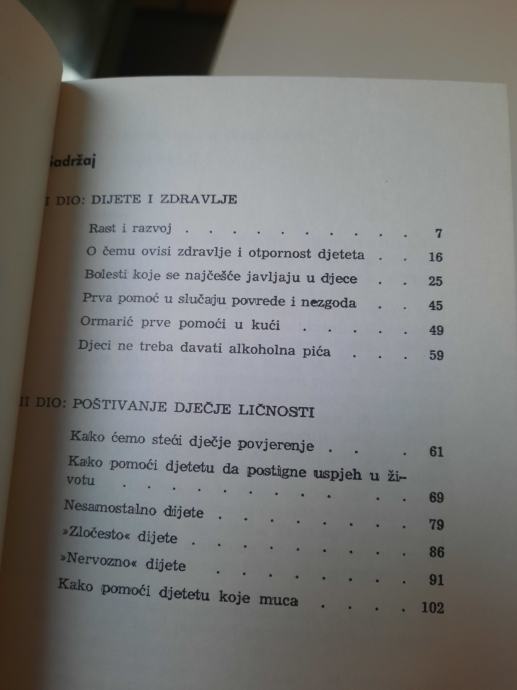 Sadržaj
I DIO: DIJETE I ZDRAVLJE
Rast i razvoj . . . . . . . . . . 7
O čemu ovisi zdravlje i otpornost djeteta . . 16
Bolesti koje se najčešće javljaju u djece . . 25
Prva pomoć u slučaju povrede i nezgoda . . 45
Ormarić prve pomoći u kući . . . . 49
Djeci ne treba davati alkoholna pića . . . 59
II DIO: POŠTIVANJE DJEČJE LIČNOSTI
Kako ćemo steći dječje povjerenje . . . 61
Kako pomoći djetetu da postigne uspjeh u ži-
votu . . . . . . . . . . 69
Nesamostalno dijete . . . . . . . 79
»Zločesto« dijete . . . . . . . . 86
»Nervozno« dijete . . . . . . . 91
Kako pomoći djetetu koje muca . . . . 102